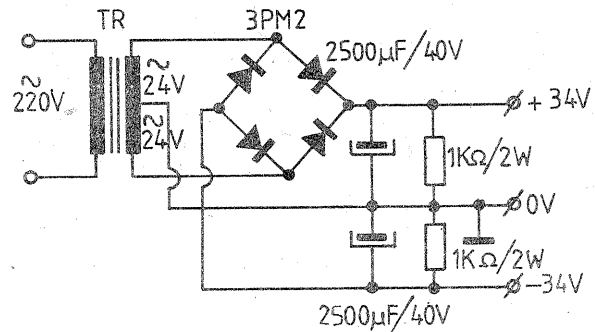 TR
3PM2
2500µF/40V
~
220V
~
24V
~
24V
+34V
1KΩ/2W
0V
1KΩ/2W
-34V
2500µF/40V